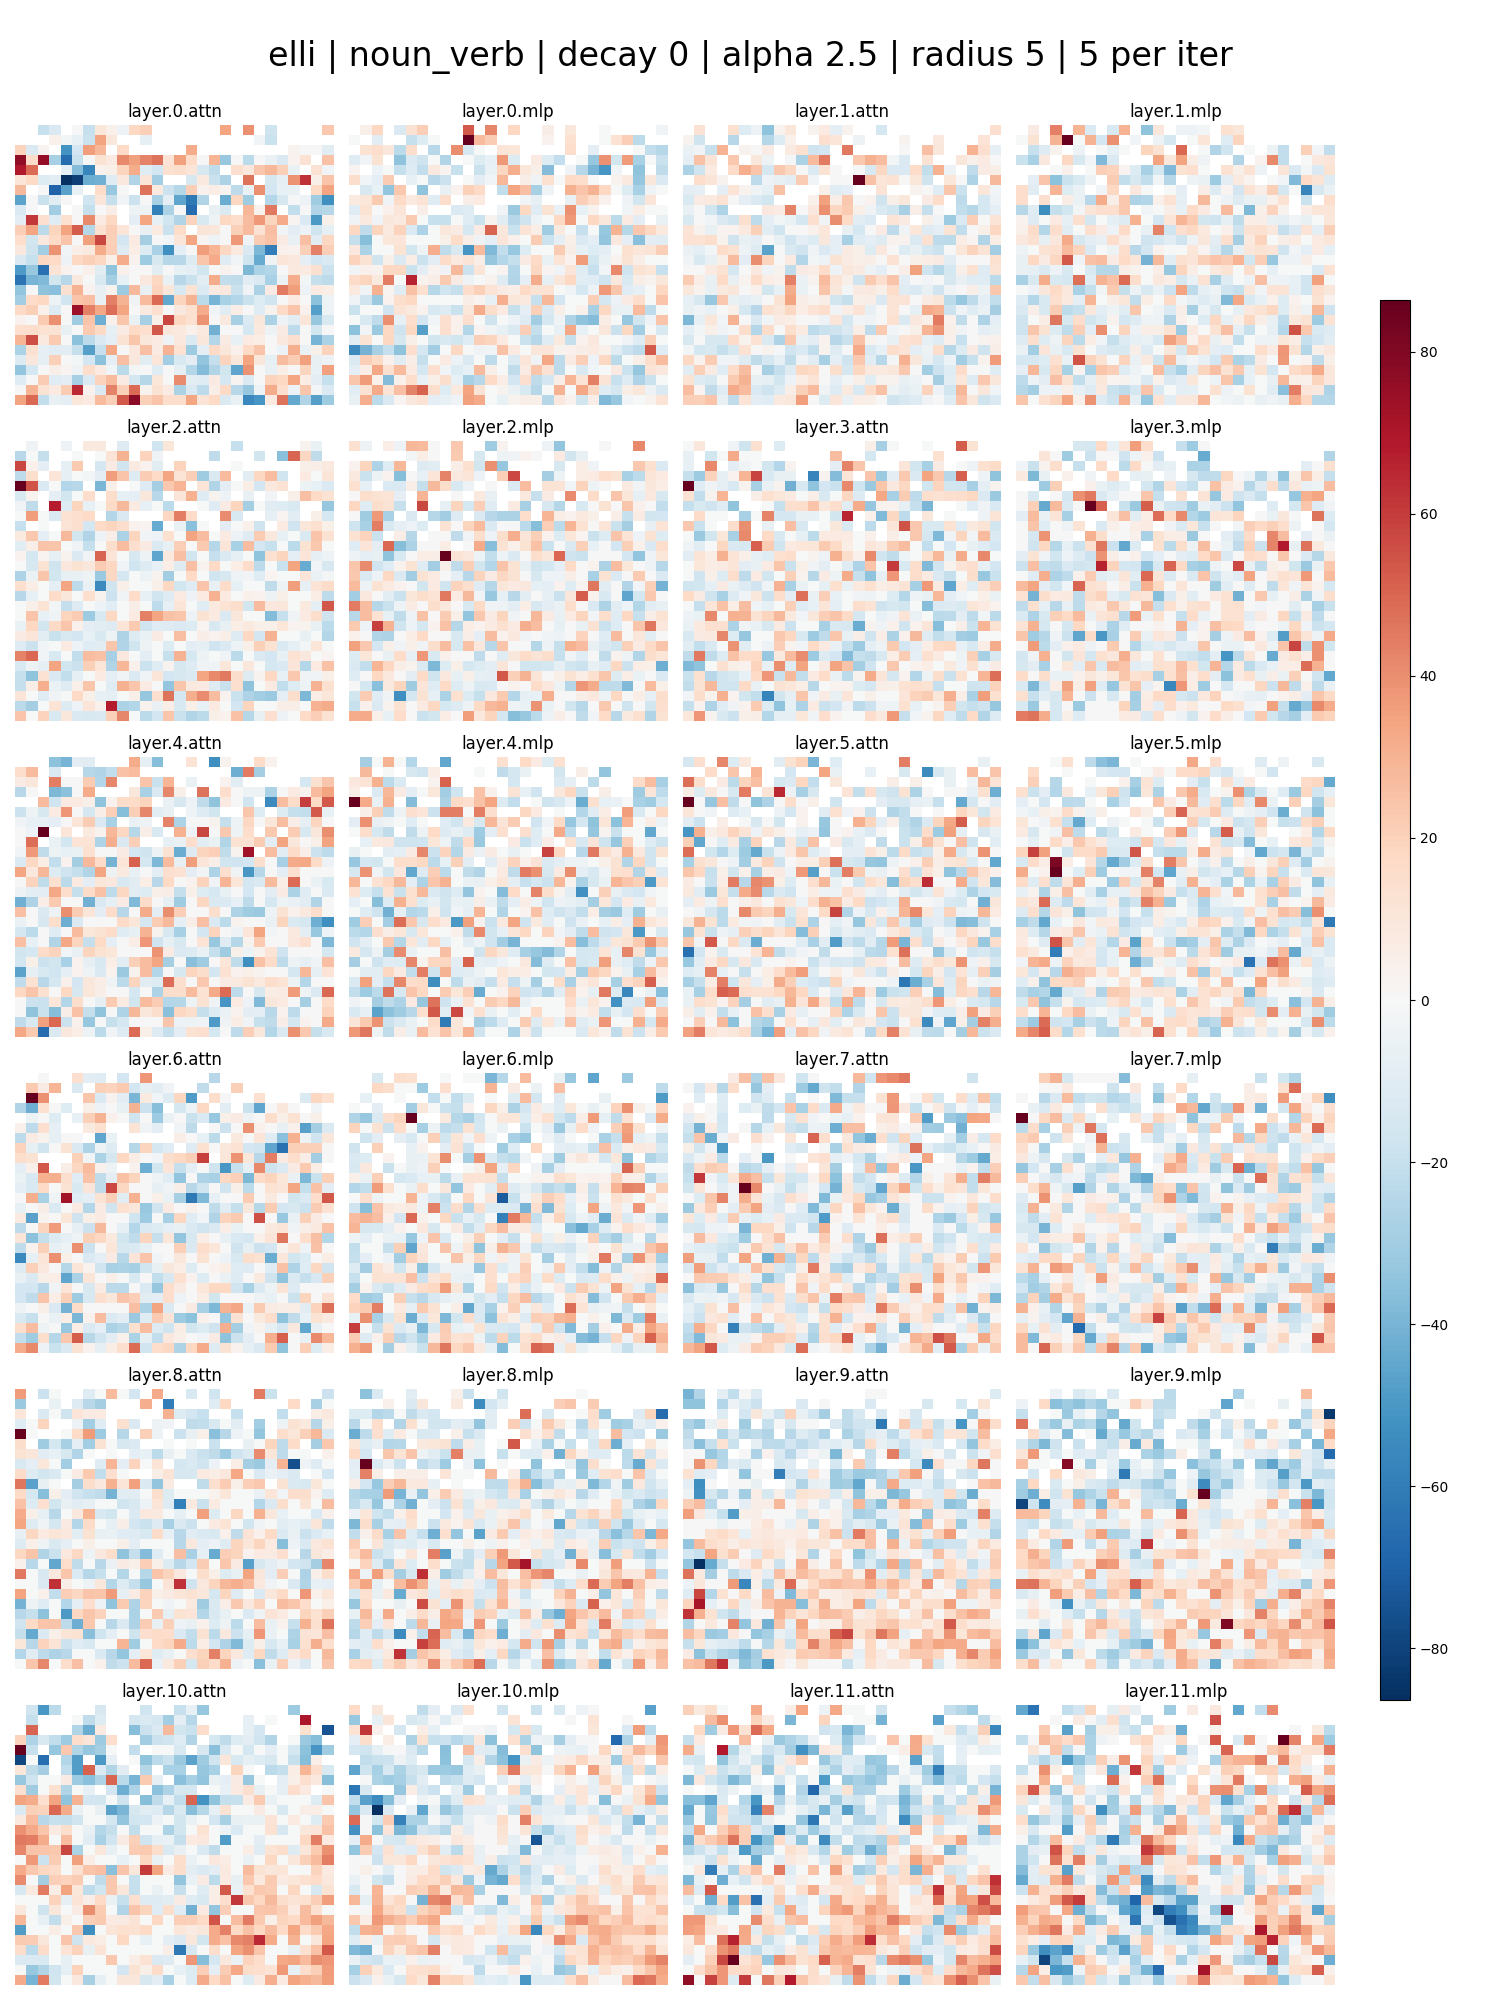 elli | noun_verb | decay 0 | alpha 2.5 | radius 5 | 5 per iter
layer.0.attn
layer.0.mlp
layer.1.attn
layer.1.mlp
layer.2.attn
layer.2.mlp
layer.3.attn
layer.3.mlp
layer.4.attn
layer.4.mlp
layer.5.attn
layer.5.mlp
layer.6.attn
layer.6.mlp
layer.7.attn
layer.7.mlp
layer.8.attn
layer.8.mlp
layer.9.attn
layer.9.mlp
layer.10.attn
layer.10.mlp
layer.11.attn
layer.11.mlp
80
60
40
20
0
−20
−40
−60
−80